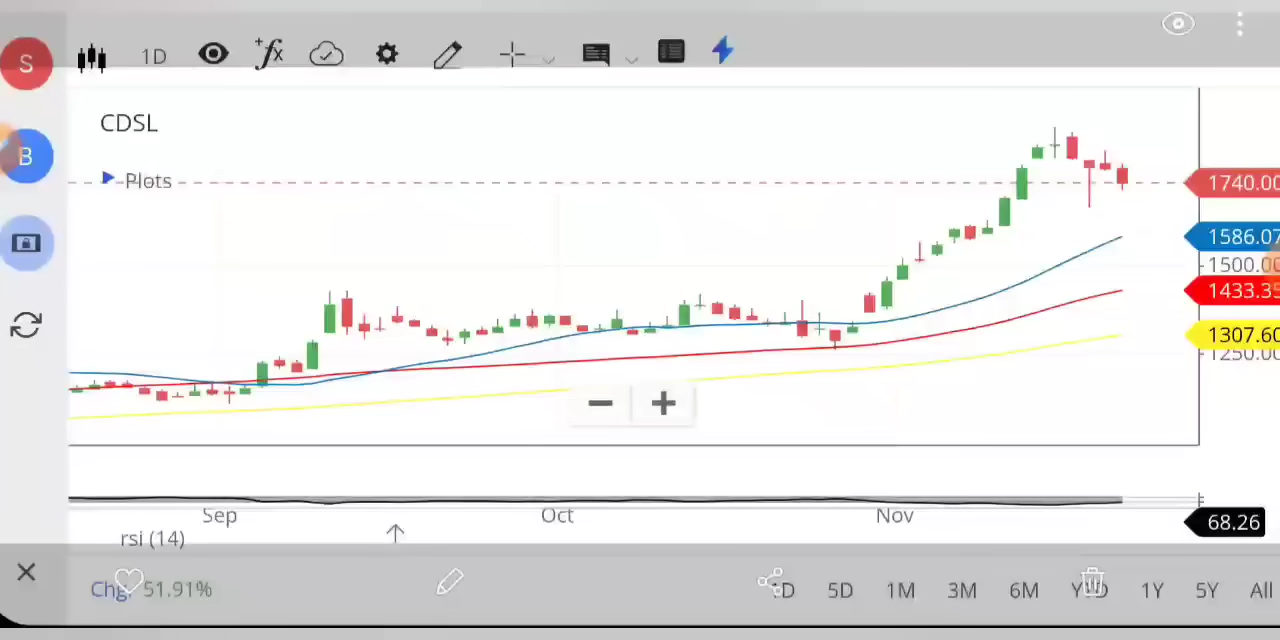 S
1D
fx
CDSL
B
Plots
1740.00
1586.07
1500.00
1433.35
1307.60
1250.00
Sep Oct Nov
68.26
rsi (14)
Chg: 51.91%
1D 5D 1M 3M 6M YTD 1Y 5Y All